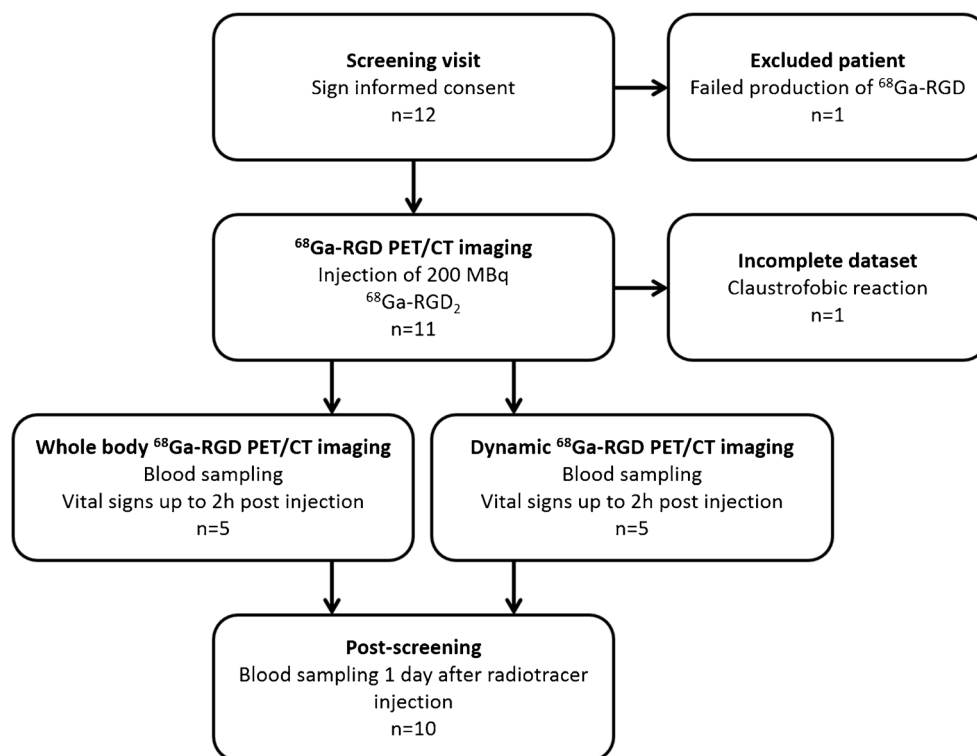 Screening visit
Sign informed consent
n=12
Excluded patient
Failed production of ⁶⁸Ga-RGD
n=1
⁶⁸Ga-RGD PET/CT imaging
Injection of 200 MBq
⁶⁸Ga-RGD₂
n=11
Incomplete dataset
Claustrofobic reaction
n=1
Whole body ⁶⁸Ga-RGD PET/CT imaging
Blood sampling
Vital signs up to 2h post injection
n=5
Dynamic ⁶⁸Ga-RGD PET/CT imaging
Blood sampling
Vital signs up to 2h post injection
n=5
Post-screening
Blood sampling 1 day after radiotracer
injection
n=10